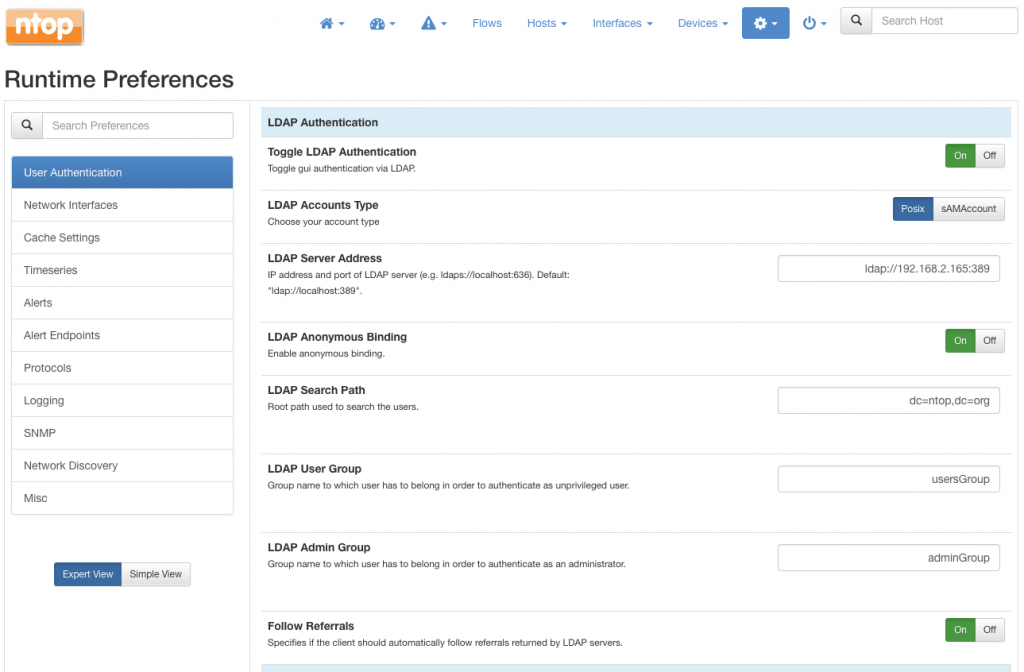 ntop
Flows
Hosts
Interfaces
Devices
Search Host
Runtime Preferences
Search Preferences
User Authentication
Network Interfaces
Cache Settings
Timeseries
Alerts
Alert Endpoints
Protocols
Logging
SNMP
Network Discovery
Misc
Expert View
Simple View
LDAP Authentication
Toggle LDAP Authentication
Toggle gui authentication via LDAP.
On
Off
LDAP Accounts Type
Choose your account type
Posix
sAMAccount
LDAP Server Address
IP address and port of LDAP server (e.g. ldaps://localhost:636). Default:
"ldap://localhost:389".
ldap://192.168.2.165:389
LDAP Anonymous Binding
Enable anonymous binding.
On
Off
LDAP Search Path
Root path used to search the users.
dc=ntop,dc=org
LDAP User Group
Group name to which user has to belong in order to authenticate as unprivileged user.
usersGroup
LDAP Admin Group
Group name to which user has to belong in order to authenticate as an administrator.
adminGroup
Follow Referrals
Specifies if the client should automatically follow referrals returned by LDAP servers.
On
Off